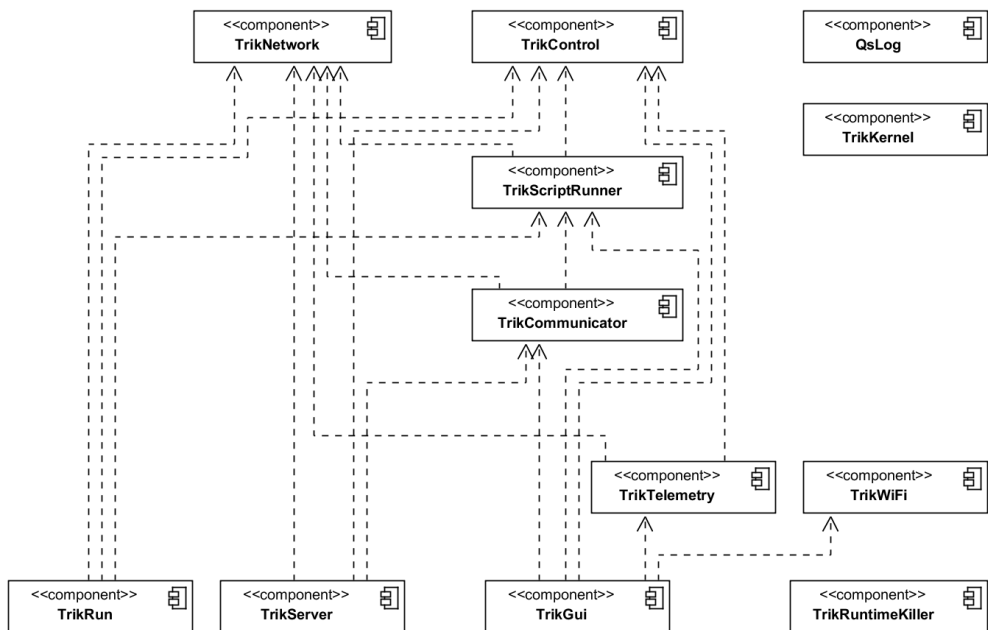 <<component>>
TrikNetwork
<<component>>
TrikControl
<<component>>
QsLog
<<component>>
TrikKernel
<<component>>
TrikScriptRunner
<<component>>
TrikCommunicator
<<component>>
TrikTelemetry
<<component>>
TrikWiFi
<<component>>
TrikRun
<<component>>
TrikServer
<<component>>
TrikGui
<<component>>
TrikRuntimeKiller